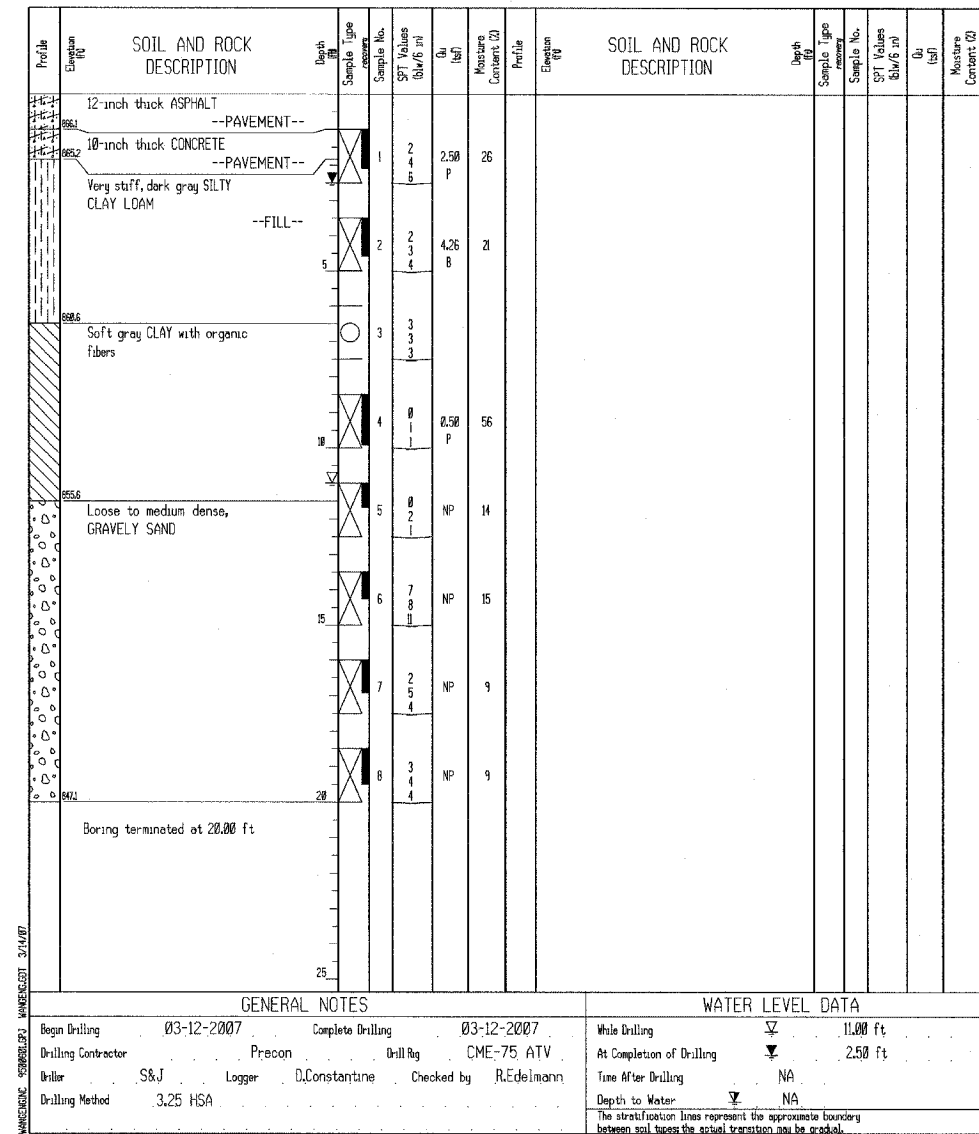 Profile
Elevation (ft)
SOIL AND ROCK DESCRIPTION
Depth (ft)
Sample Type
recovery
Sample No.
SPT Values (blw/6 in)
Qu (tsf)
Moisture Content (%)
Profile
Elevation (ft)
SOIL AND ROCK DESCRIPTION
Depth (ft)
Sample Type
recovery
Sample No.
SPT Values (blw/6 in)
Qu (tsf)
Moisture Content (%)
12-inch thick ASPHALT
--PAVEMENT--
866.1
10-inch thick CONCRETE
865.2
--PAVEMENT--
1
2
4
6
2.50
P
26
Very stiff, dark gray SILTY
CLAY LOAM
--FILL--
2
2
3
4
4.26
B
21
5
860.6
Soft gray CLAY with organic
fibers
3
3
3
3
4
0
1
1
0.50
P
56
10
855.6
Loose to medium dense,
GRAVELY SAND
5
0
2
1
NP
14
6
7
8
11
NP
15
15
7
2
5
4
NP
9
8
3
4
4
NP
9
20
847.1
Boring terminated at 20.00 ft
25
WANGENGINC 9500601.GPJ WANGENG.GDT 3/14/07
GENERAL NOTES
Begin Drilling 03-12-2007 Complete Drilling 03-12-2007
Drilling Contractor Precon Drill Rig CME-75 ATV
Driller S&J Logger D.Constantine Checked by R.Edelmann
Drilling Method 3.25 HSA
WATER LEVEL DATA
While Drilling 11.00 ft
At Completion of Drilling 2.50 ft
Time After Drilling NA
Depth to Water NA
The stratification lines represent the approximate boundary
between soil types; the actual transition may be gradual.